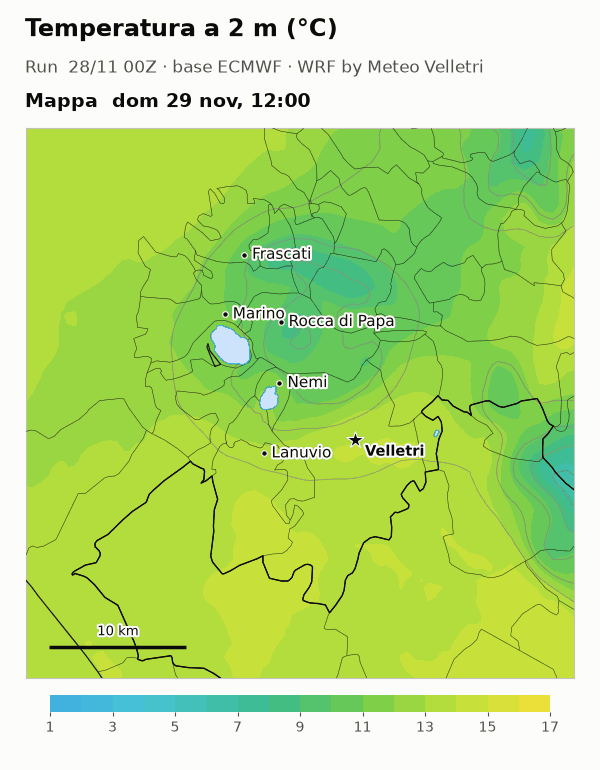 Temperatura a 2 m (°C)
Run  28/11 00Z · base ECMWF · WRF by Meteo Velletri
Mappa  dom 29 nov, 12:00
Frascati
Marino
Rocca di Papa
Nemi
Velletri
Lanuvio
10 km
1 3 5 7 9 11 13 15 17